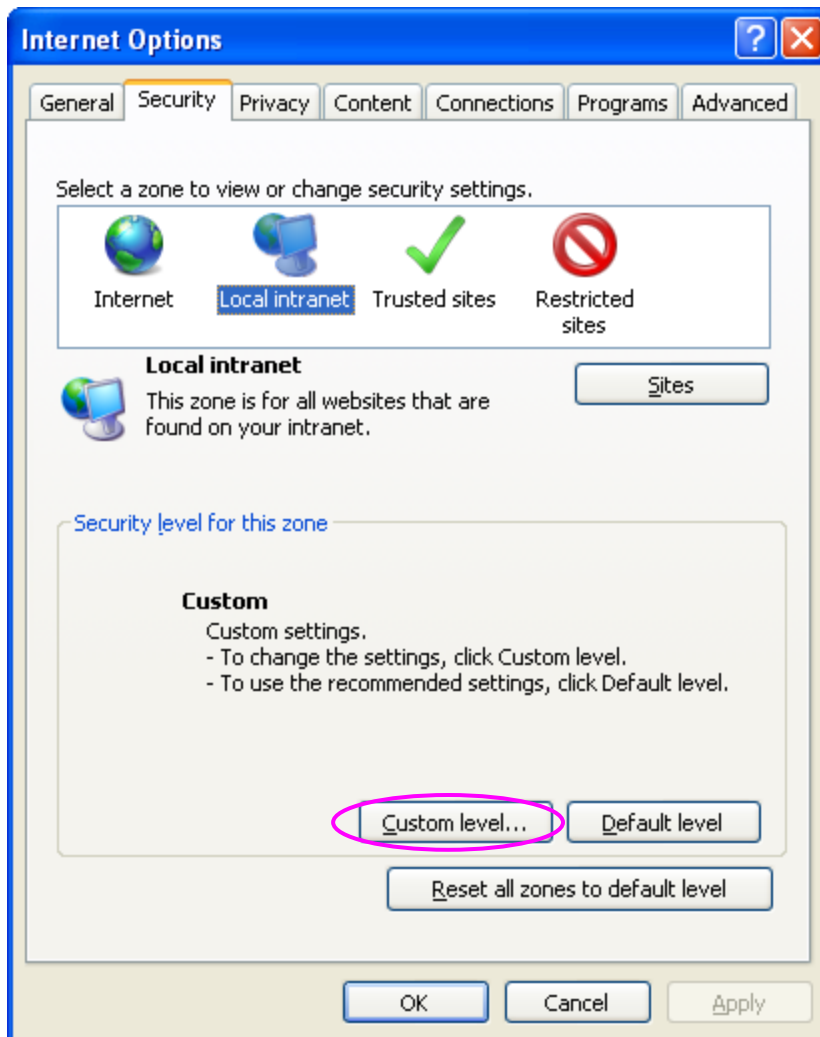 Internet Options
General Security Privacy Content Connections Programs Advanced
Select a zone to view or change security settings.
Internet Local intranet Trusted sites Restricted
sites
Local intranet
Sites
This zone is for all websites that are
found on your intranet.
Security level for this zone
Custom
Custom settings.
- To change the settings, click Custom level.
- To use the recommended settings, click Default level.
Custom level... Default level
Reset all zones to default level
OK Cancel Apply